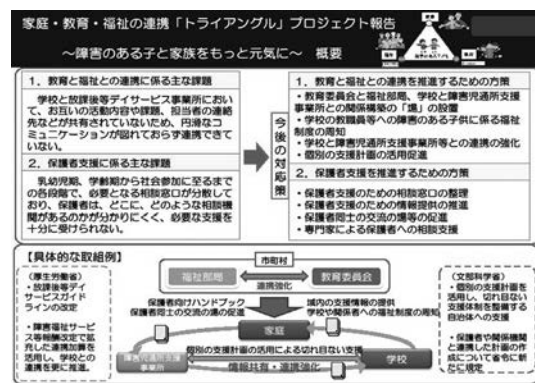 家庭・教育・福祉の連携「トライアングル」プロジェクト報告
～障害のある子と家族をもっと元気に～　概要
家庭
１．教育と福祉との連携に係る主な課題
学校と放課後等デイサービス事業所におい
て、お互いの活動内容や課題、担当者の連絡
先などが共有されていないため、円滑なコ
ミュニケーションが図れておらず連携できて
いない。
２．保護者支援に係る主な課題
乳幼児期、学齢期から社会参加に至るまで
の各段階で、必要となる相談窓口が分散して
おり、保護者は、どこに、どのような相談機
関があるのかが分かりにくく、必要な支援を
十分に受けられない。
今後の対応策
１．教育と福祉との連携を推進するための方策
・教育委員会と福祉部局、学校と障害児通所支援
事業所との関係構築の「場」の設置
・学校の教職員等への障害のある子供に係る福祉
制度の周知
・学校と障害児通所支援事業所等との連携の強化
・個別の支援計画の活用促進
２．保護者支援を推進するための方策
・保護者支援のための相談窓口の整理
・保護者支援のための情報提供の推進
・保護者同士の交流の場等の促進
・専門家による保護者への相談支援
【具体的な取組例】
（厚生労働省）
・放課後等デイ
サービスガイド
ラインの改定
・障害福祉サービ
ス等報酬改定で拡
充した連携加算を
活用し、学校との
連携を更に推進。
市町村
福祉部局
教育委員会
連携強化
保護者向けハンドブック
保護者同士の交流の場の促進
域内の支援情報の提供
学校や関係者への福祉制度の周知
家庭
個別の支援計画の活用による切れ目ない支援
障害児通所支援
事業所
学校
情報共有・連携強化
（文部科学省）
・個別の支援計画を
活用し、切れ目ない
支援体制を整備する
自治体への支援
・保護者や関係機関
と連携した計画の作
成について省令に新
たに規定